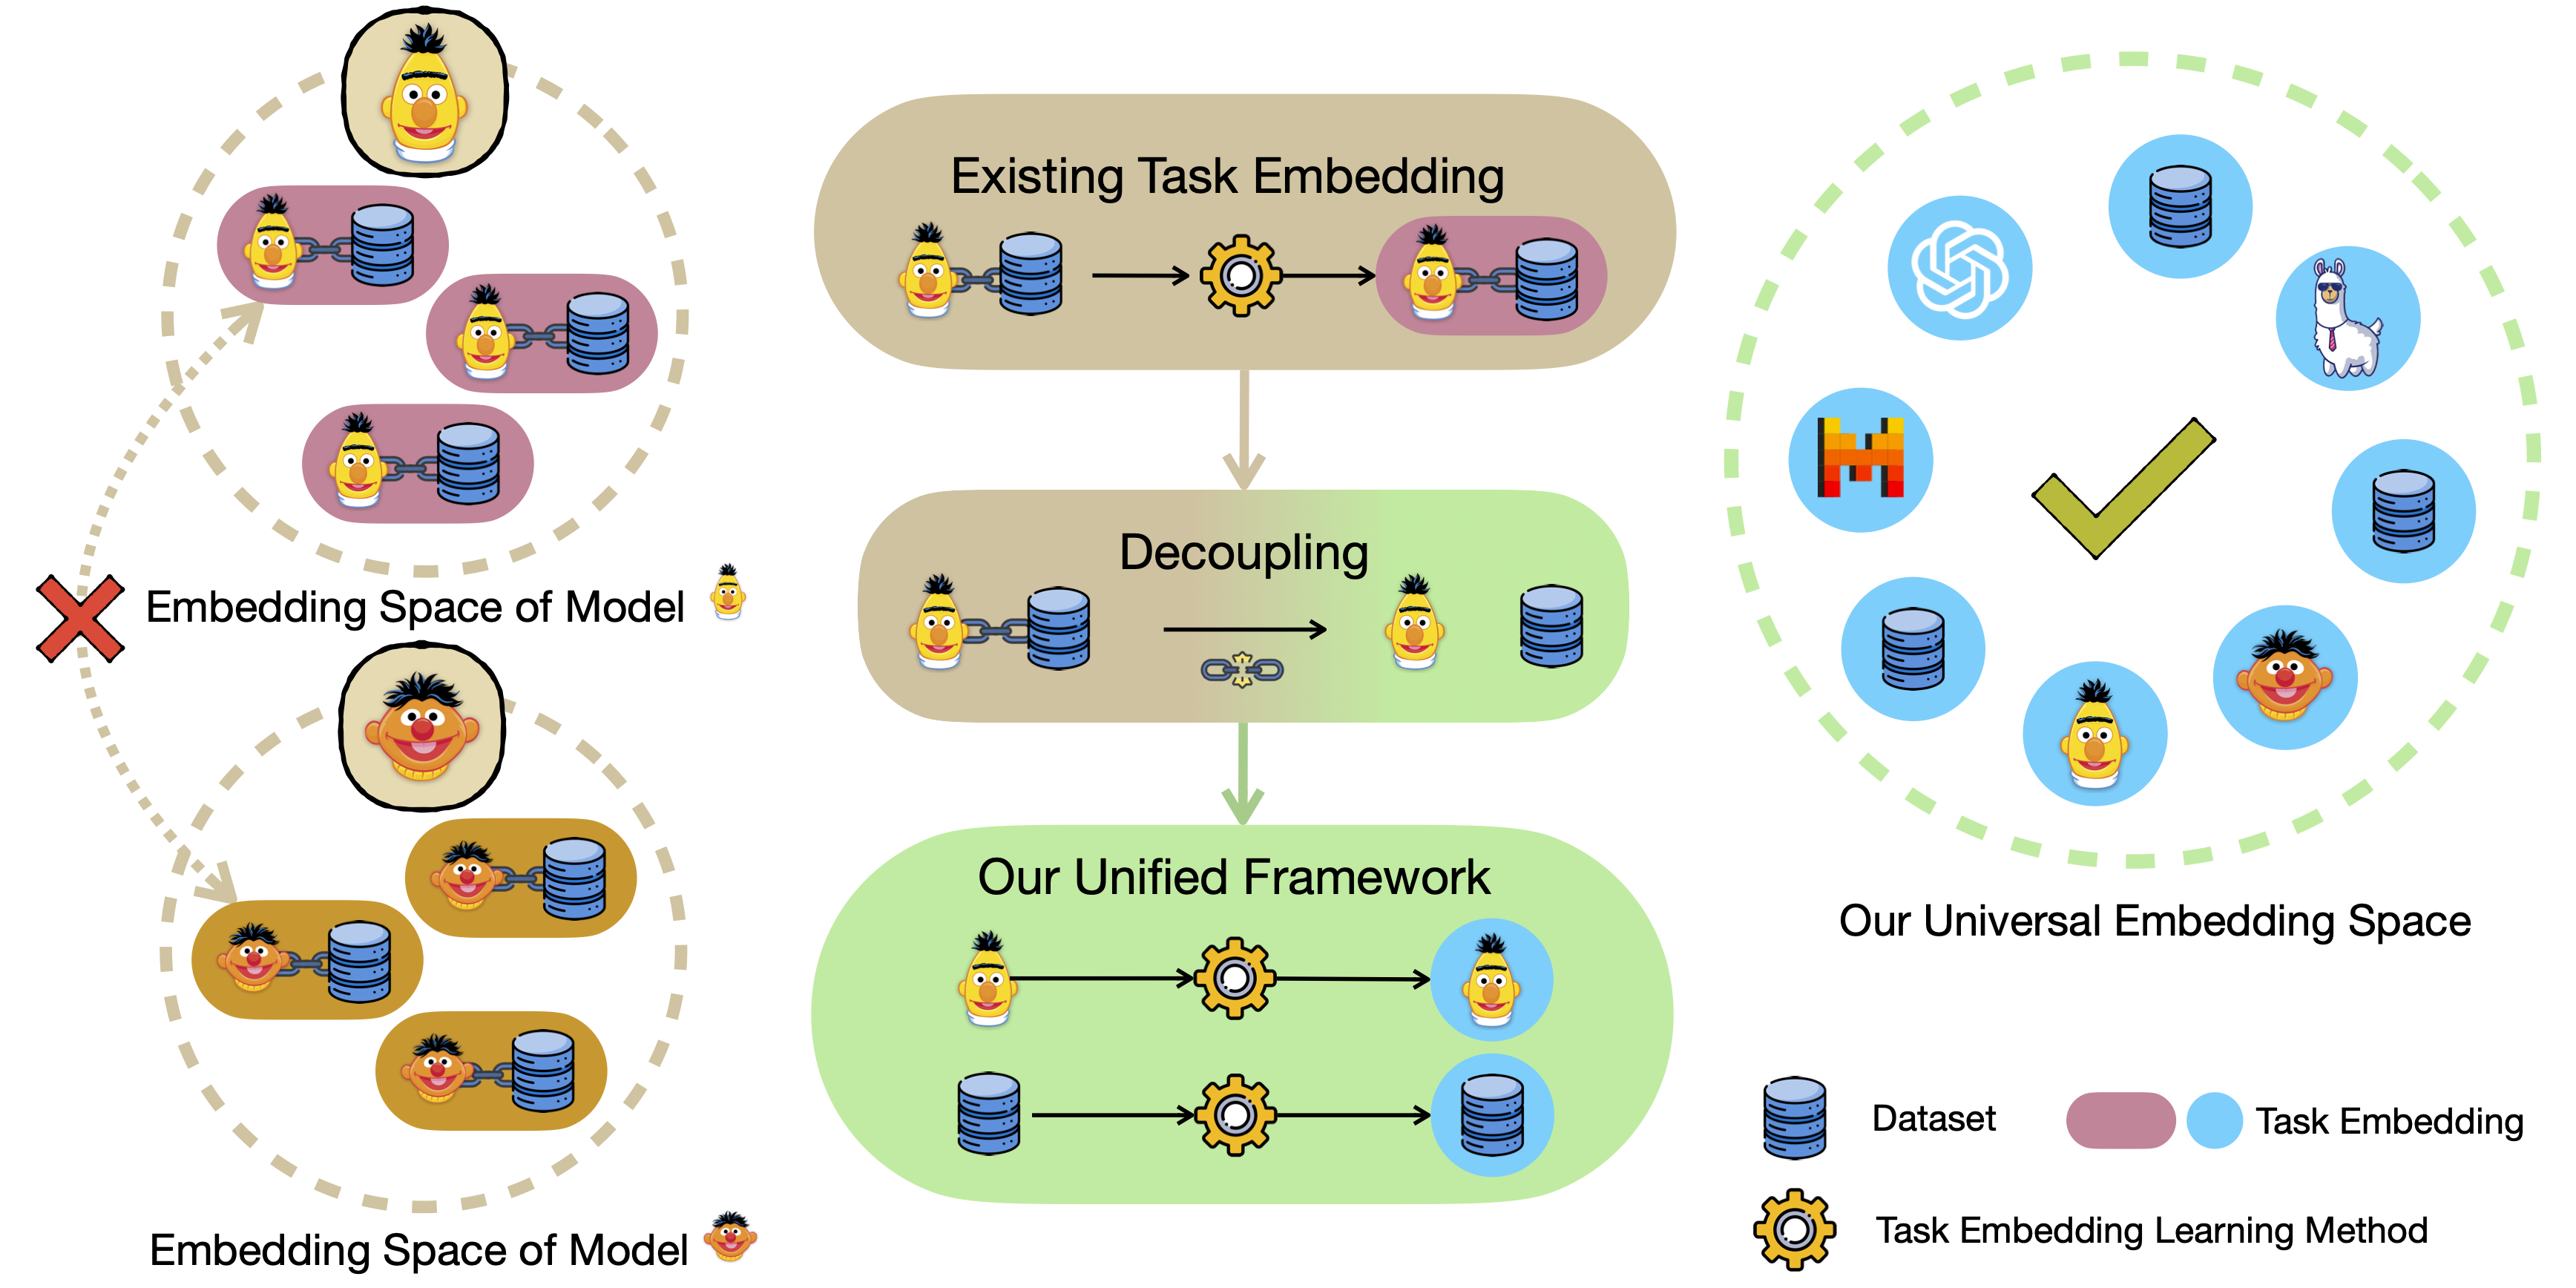 Embedding Space of Model
Embedding Space of Model
Existing Task Embedding
Decoupling
Our Unified Framework
Our Universal Embedding Space
Dataset
Task Embedding
Task Embedding Learning Method